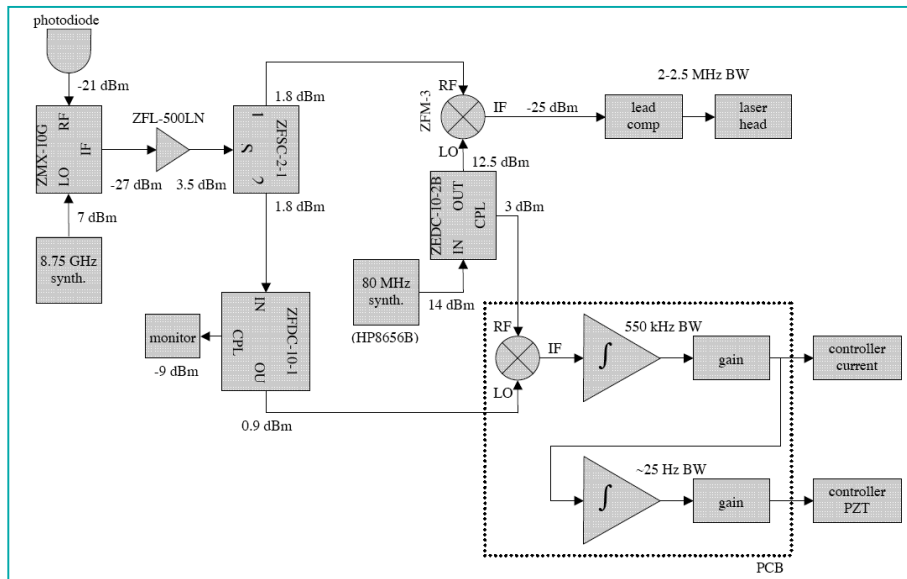 photodiode
-21 dBm
ZMX-10G
RF
IF
LO
-27 dBm
7 dBm
8.75 GHz
synth.
ZFL-500LN
3.5 dBm
1.8 dBm
ZFSC-2-1
1
S
2
1.8 dBm
ZFDC-10-1
IN
CPL
OU
monitor
-9 dBm
0.9 dBm
ZFM-3
RF
IF
LO
-25 dBm
12.5 dBm
ZEDC-10-2B
OUT
CPL
IN
3 dBm
80 MHz
synth.
14 dBm
(HP8656B)
2-2.5 MHz BW
lead
comp
laser
head
RF
IF
LO
∫
550 kHz BW
gain
controller
current
∫
~25 Hz BW
gain
controller
PZT
PCB